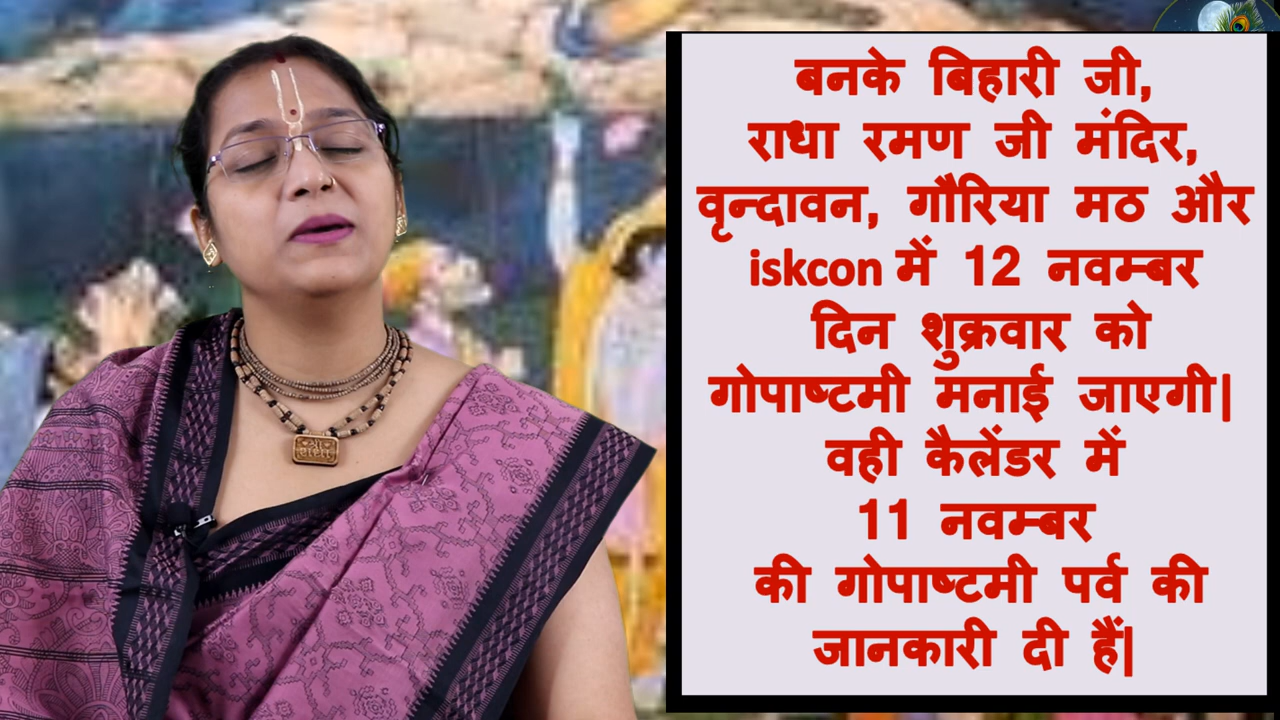 बनके बिहारी जी,
राधा रमण जी मंदिर,
वृन्दावन, गौरिया मठ और
iskcon में 12 नवम्बर
दिन शुक्रवार को
गोपाष्टमी मनाई जाएगी|
वही कैलेंडर में
11 नवम्बर
की गोपाष्टमी पर्व की
जानकारी दी हैं|